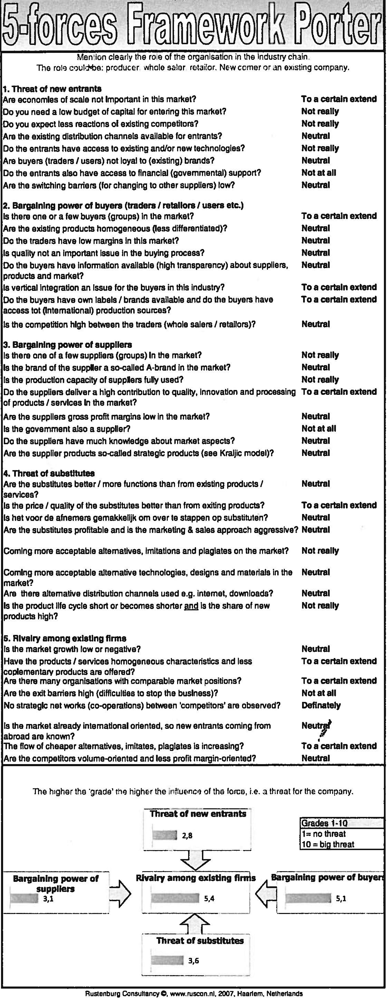 5-forces Framework Porter
Mention clearly the role of the organisation in the industry chain.
The role could be: producer whole saler retailor. New comer or an existing company.
1. Threat of new entrants
Are economies of scale not important in this market? To a certain extend
Do you need a low budget of capital for entering this market? Not really
Do you expect less reactions of existing competitors? Not really
Are the existing distribution channels available for entrants? Neutral
Do the entrants have access to existing and/or new technologies? Not really
Are buyers (traders / users) not loyal to (existing) brands? Neutral
Do the entrants also have access to financial (governmental) support? Not at all
Are the switching barriers (for changing to other suppliers) low? Neutral
2. Bargaining power of buyers (traders / retailors / users etc.)
Is there one or a few buyers (groups) in the market? To a certain extend
Are the existing products homogeneous (less differentiated)? Neutral
Do the traders have low margins in this market? Neutral
Is quality not an important issue in the buying process? Neutral
Do the buyers have information available (high transparency) about suppliers, Neutral
products and market?
Is vertical integration an issue for the buyers in this industry? To a certain extend
Do the buyers have own labels / brands available and do the buyers have To a certain extend
access tot (international) production sources?
Is the competition high between the traders (whole salers / retailors)? Neutral
3. Bargaining power of suppliers
Is there one of a few suppliers (groups) in the market? Not really
Is the brand of the supplier a so-called A-brand in the market? Neutral
Is the production capacity of suppliers fully used? Not really
Do the suppliers deliver a high contribution to quality, innovation and processing To a certain extend
of products / services in the market?
Are the suppliers gross profit margins low in the market? Neutral
Is the government also a supplier? Not at all
Do the suppliers have much knowledge about market aspects? Neutral
Are the supplier products so-called strategic products (see Kraljic model)? Neutral
4. Threat of substitutes
Are the substitutes better / more functions than from existing products / Neutral
services?
Is the price / quality of the substitutes better than from exiting products? To a certain extend
Is het voor de afnemers gemakkelijk om over te stappen op substituten? Neutral
Are the substitutes profitable and is the marketing & sales approach aggressive? Neutral
Coming more acceptable alternatives, imitations and plagiates on the market? Not really
Coming more acceptable alternative technologies, designs and materials in the Neutral
market?
Are there alternative distribution channels used e.g. internet, downloads? Neutral
Is the product life cycle short or becomes shorter and is the share of new Not really
products high?
5. Rivalry among existing firms
Is the market growth low or negative? Neutral
Have the products / services homogeneous characteristics and less To a certain extend
coplementary products are offered?
Are there many organisations with comparable market positions? To a certain extend
Are the exit barriers high (difficulties to stop the business)? Not at all
No strategic net works (co-operations) between 'competitors' are observed? Definately
Is the market already international oriented, so new entrants coming from Neutral
abroad are known?
The flow of cheaper alternatives, imitates, plagiates is increasing? To a certain extend
Are the competitors volume-oriented and less profit margin-oriented? Neutral
The higher the 'grade' the higher the influence of the force, i.e. a threat for the company.
Threat of new entrants
2,8
Grades 1-10
1= no threat
10 = big threat
Bargaining power of
suppliers
3,1
Rivalry among existing firms
5,4
Bargaining power of buyers
5,1
Threat of substitutes
3,6
Rustenburg Consultancy ©, www.ruscon.nl, 2007, Haarlem, Netherlands